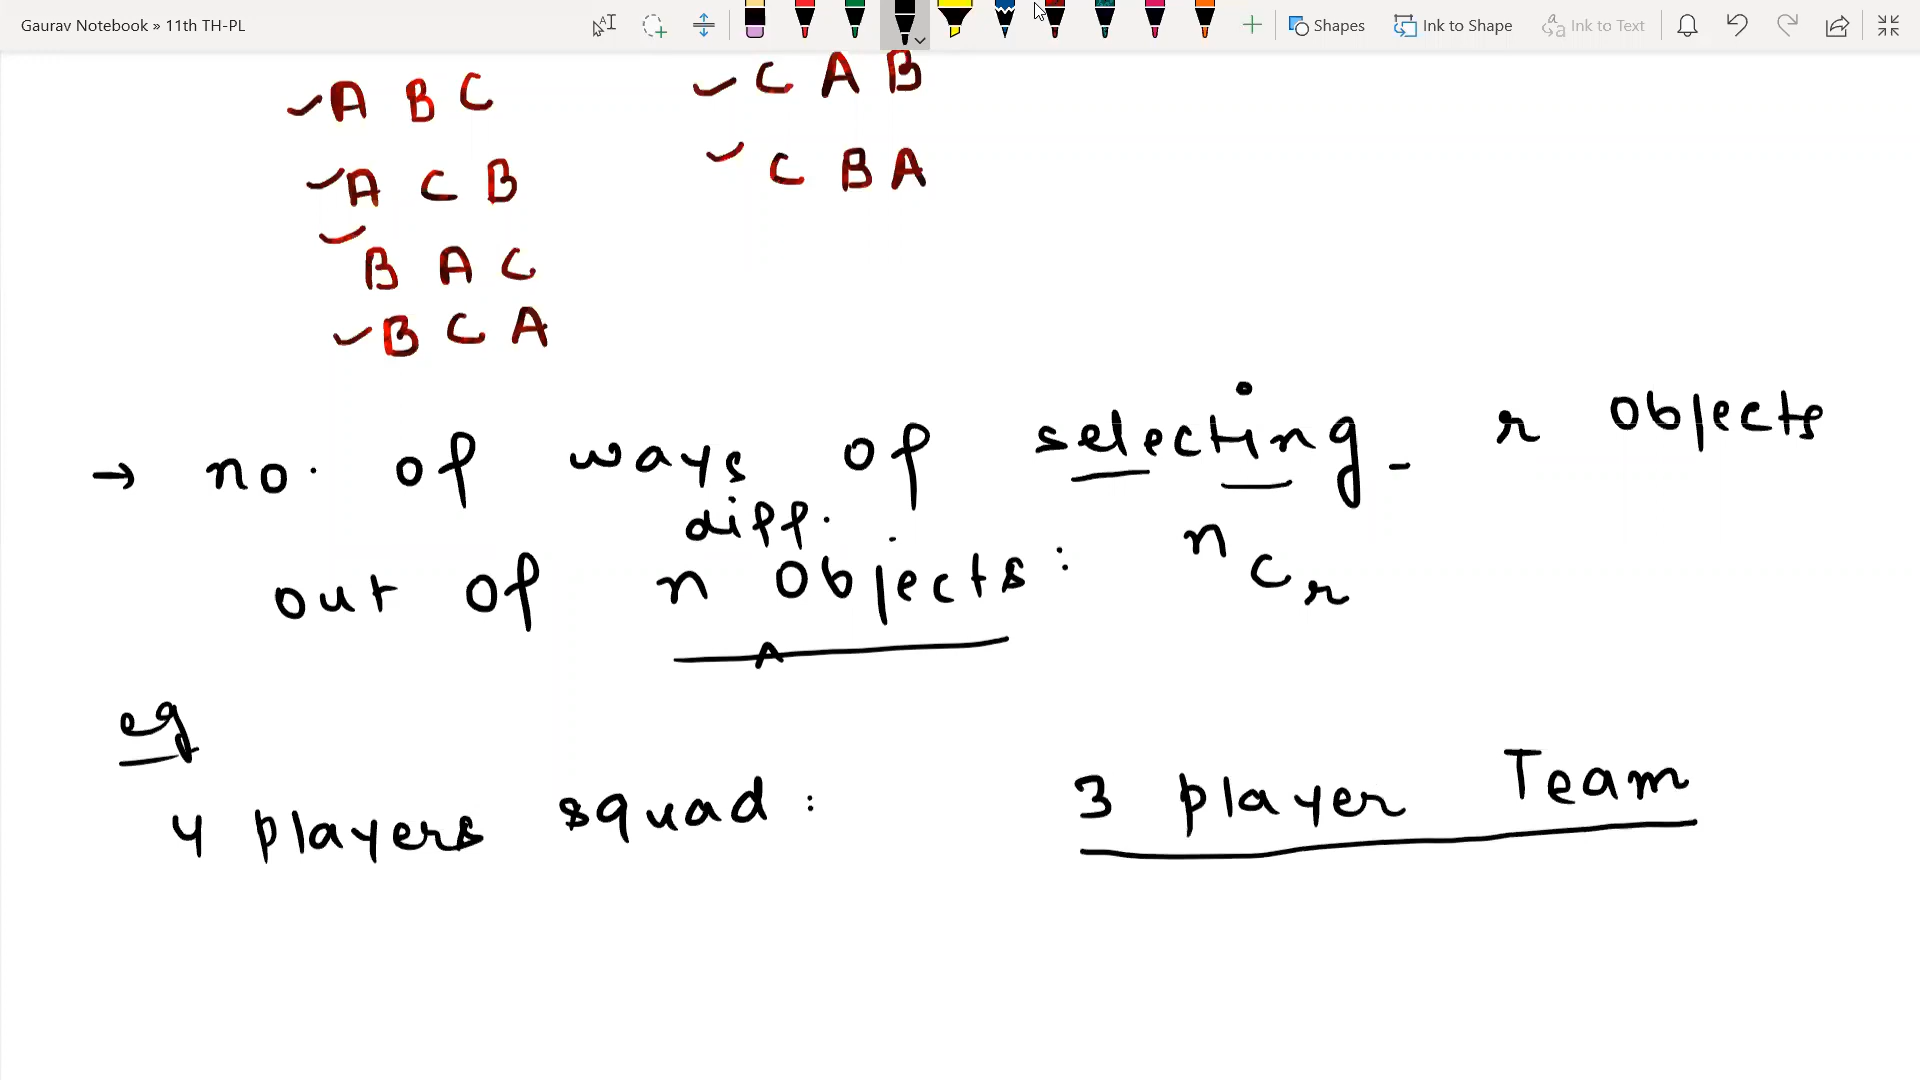 Gaurav Notebook » 11th TH-PL
Shapes
Ink to Shape
Ink to Text
A B C
A C B
B A C
B C A
C A B
C B A
→ no. of ways of selecting r objects
diff.
out of n objects: nCr
eg
4 players squad: 3 player Team